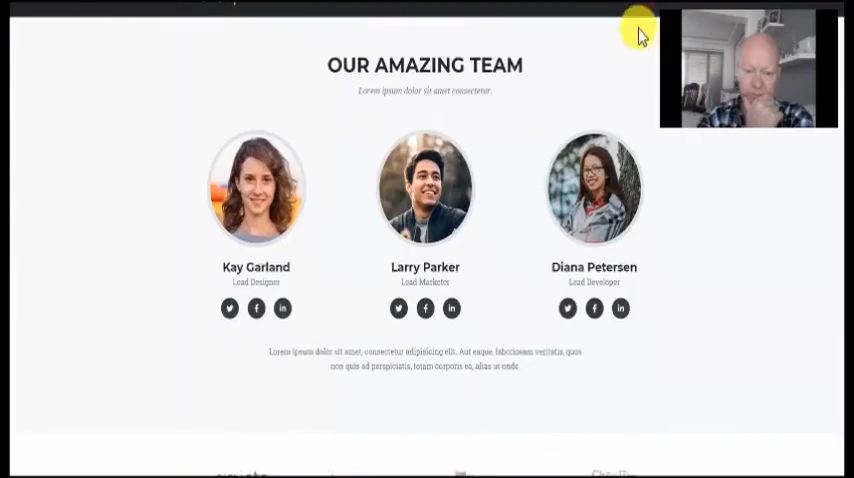 OUR AMAZING TEAM
Lorem ipsum dolor sit amet consectetur.
Kay Garland
Lead Designer
Larry Parker
Lead Marketer
Diana Petersen
Lead Developer
Lorem ipsum dolor sit amet, consectetur adipisicing elit. Aut eaque, laboriosam veritatis, quos
non quis ad perspiciatis, totam corporis ea, alias ut unde.